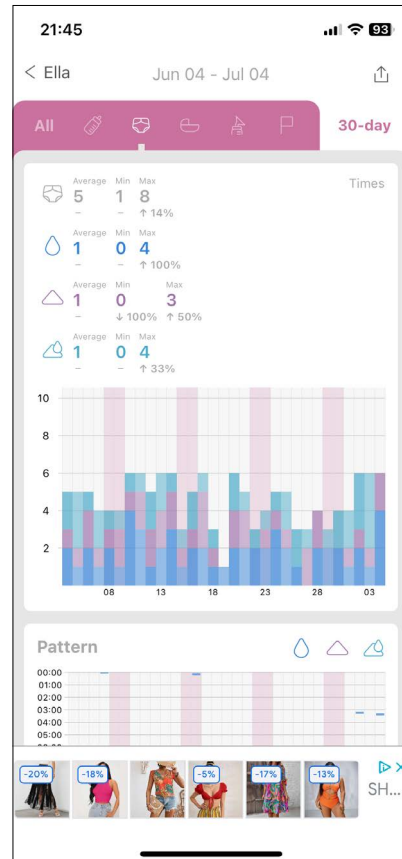 21:45
93
< Ella
Jun 04 - Jul 04
All
30-day
Average Min Max
5 1 8
– – ↑ 14%
Times
Average Min Max
1 0 4
– – ↑ 100%
Average Min Max
1 0 3
– ↓ 100% ↑ 50%
Average Min Max
1 0 4
– – ↑ 33%
10
8
6
4
2
08 13 18 23 28 03
Pattern
00:00
01:00
02:00
03:00
04:00
05:00
-20% -18% -5% -17% -13%
SH...